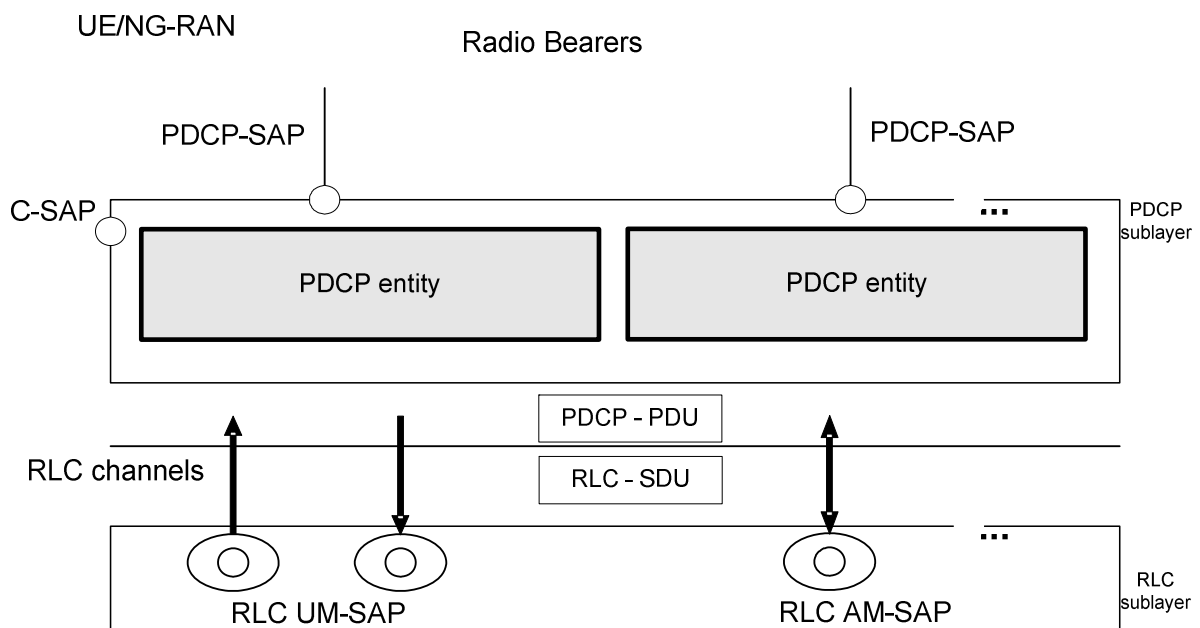 UE/NG-RAN
Radio Bearers
PDCP-SAP
PDCP-SAP
C-SAP
...
PDCP
sublayer
PDCP entity
PDCP entity
PDCP - PDU
RLC channels
RLC - SDU
...
RLC UM-SAP
RLC AM-SAP
RLC
sublayer